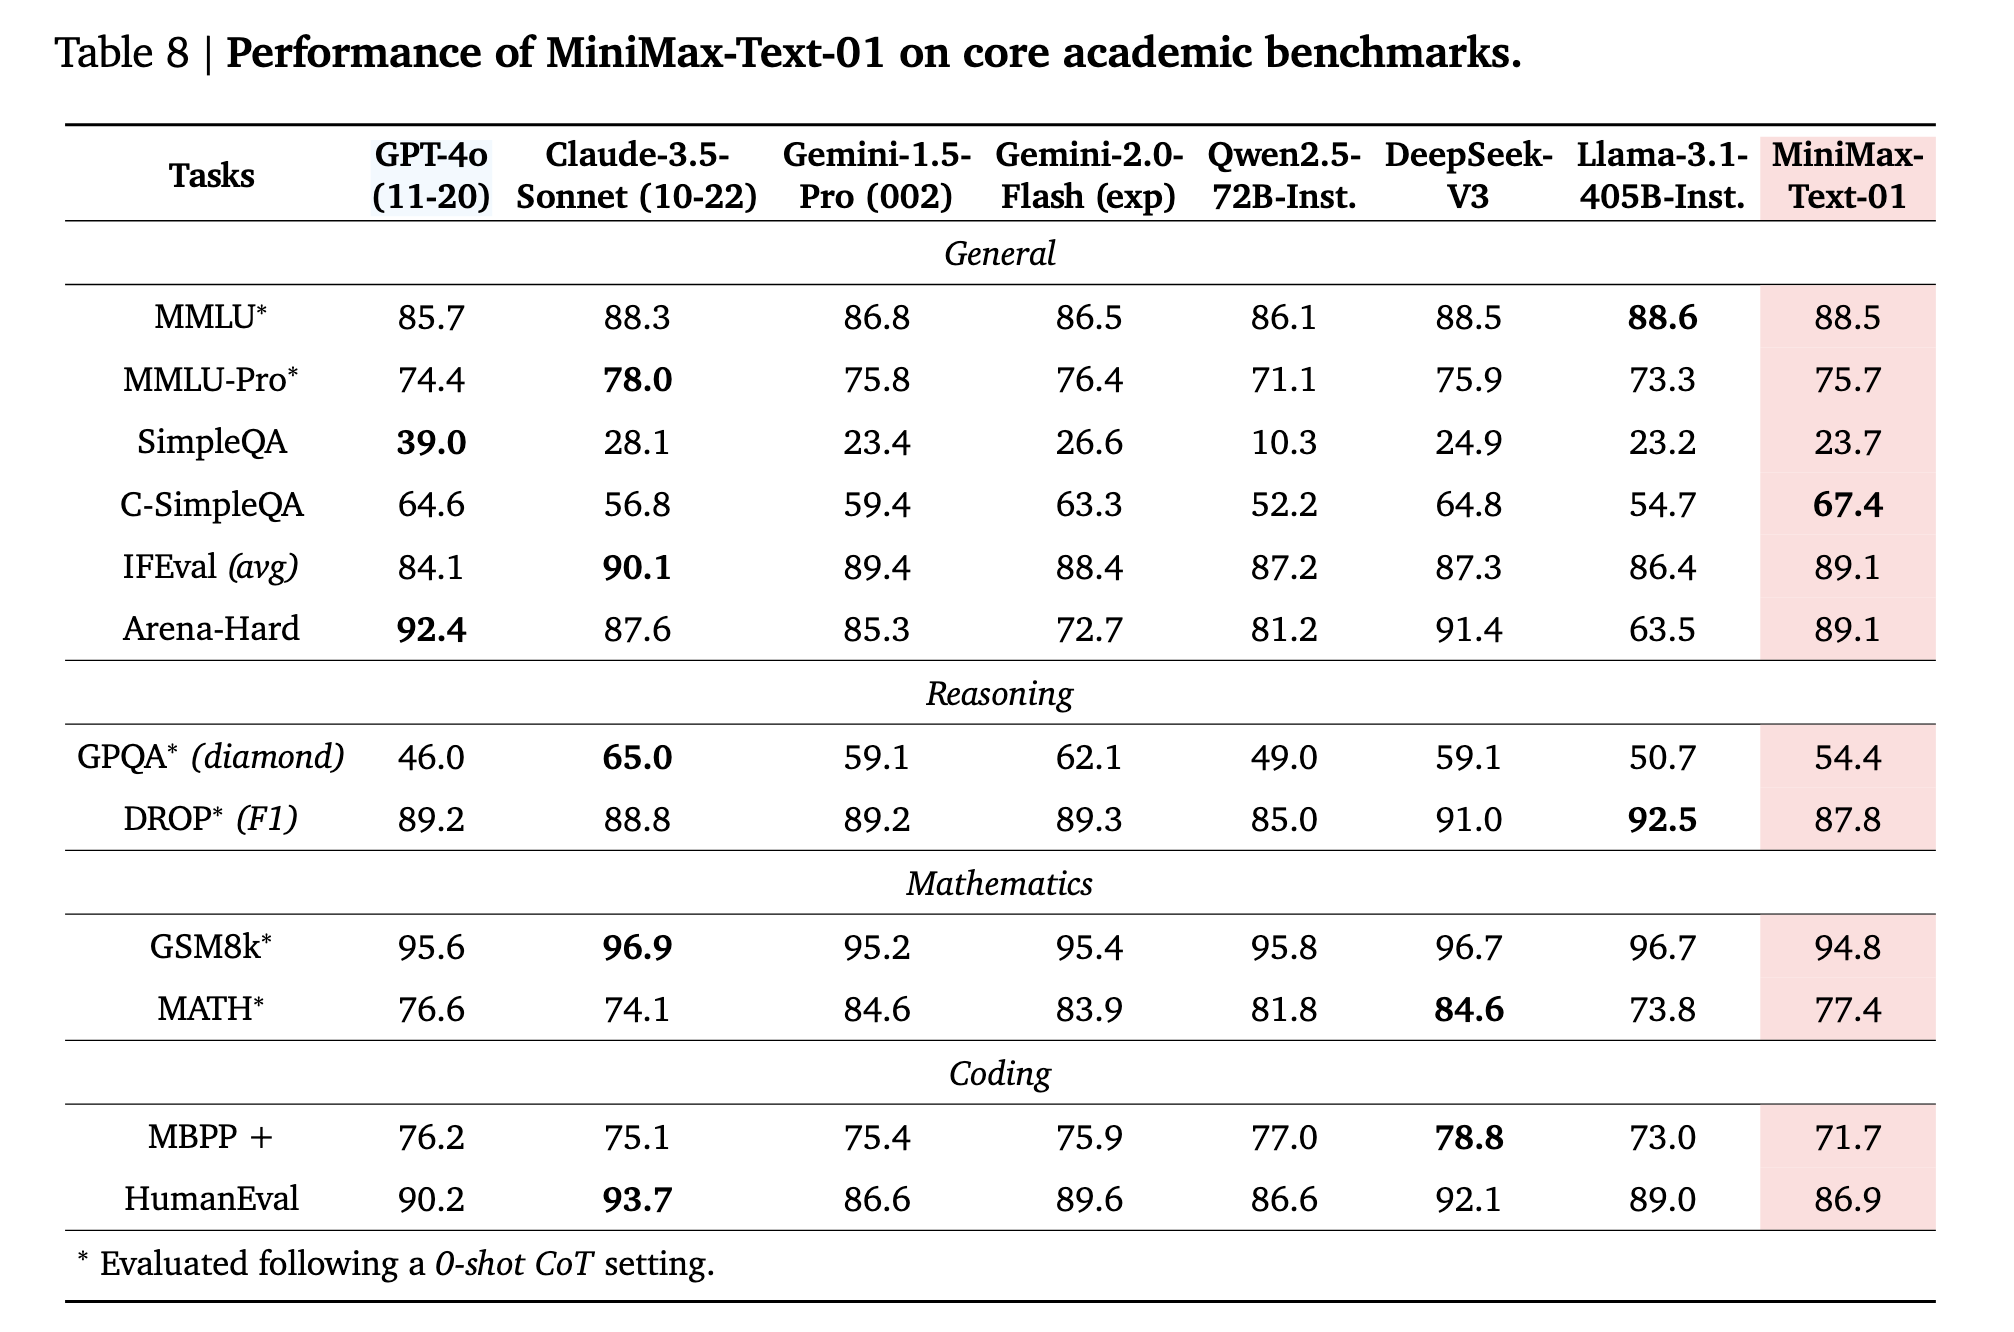 Table 8 | Performance of MiniMax-Text-01 on core academic benchmarks.
Tasks GPT-4o (11-20) Claude-3.5-Sonnet (10-22) Gemini-1.5-Pro (002) Gemini-2.0-Flash (exp) Qwen2.5-72B-Inst. DeepSeek-V3 Llama-3.1-405B-Inst. MiniMax-Text-01
General
MMLU* 85.7 88.3 86.8 86.5 86.1 88.5 88.6 88.5
MMLU-Pro* 74.4 78.0 75.8 76.4 71.1 75.9 73.3 75.7
SimpleQA 39.0 28.1 23.4 26.6 10.3 24.9 23.2 23.7
C-SimpleQA 64.6 56.8 59.4 63.3 52.2 64.8 54.7 67.4
IFEval (avg) 84.1 90.1 89.4 88.4 87.2 87.3 86.4 89.1
Arena-Hard 92.4 87.6 85.3 72.7 81.2 91.4 63.5 89.1
Reasoning
GPQA* (diamond) 46.0 65.0 59.1 62.1 49.0 59.1 50.7 54.4
DROP* (F1) 89.2 88.8 89.2 89.3 85.0 91.0 92.5 87.8
Mathematics
GSM8k* 95.6 96.9 95.2 95.4 95.8 96.7 96.7 94.8
MATH* 76.6 74.1 84.6 83.9 81.8 84.6 73.8 77.4
Coding
MBPP + 76.2 75.1 75.4 75.9 77.0 78.8 73.0 71.7
HumanEval 90.2 93.7 86.6 89.6 86.6 92.1 89.0 86.9
* Evaluated following a 0-shot CoT setting.